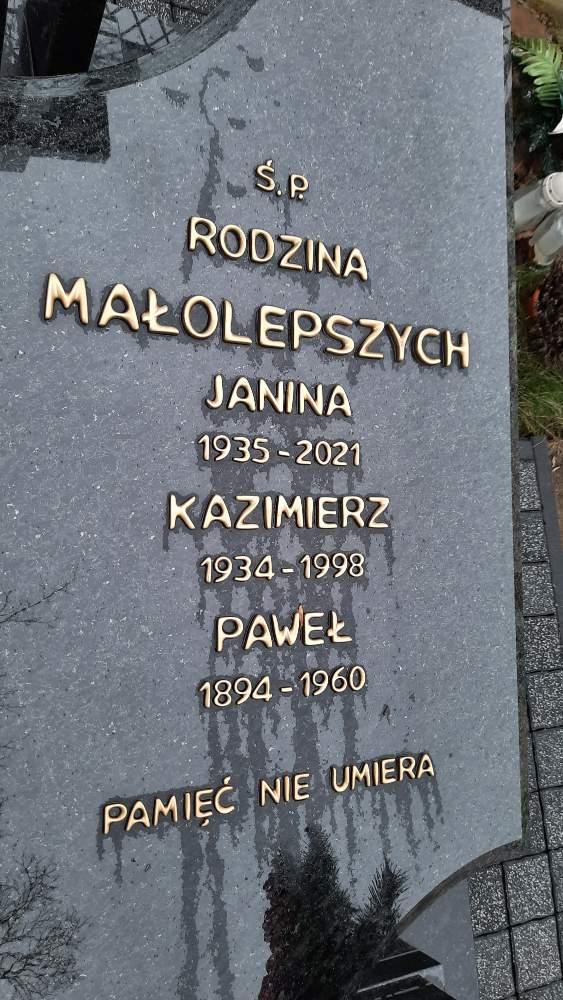 Ś.P.
RODZINA
MAŁOLEPSZYCH
JANINA
1935-2021
KAZIMIERZ
1934-1998
PAWEŁ
1894-1960
PAMIĘĆ NIE UMIERA